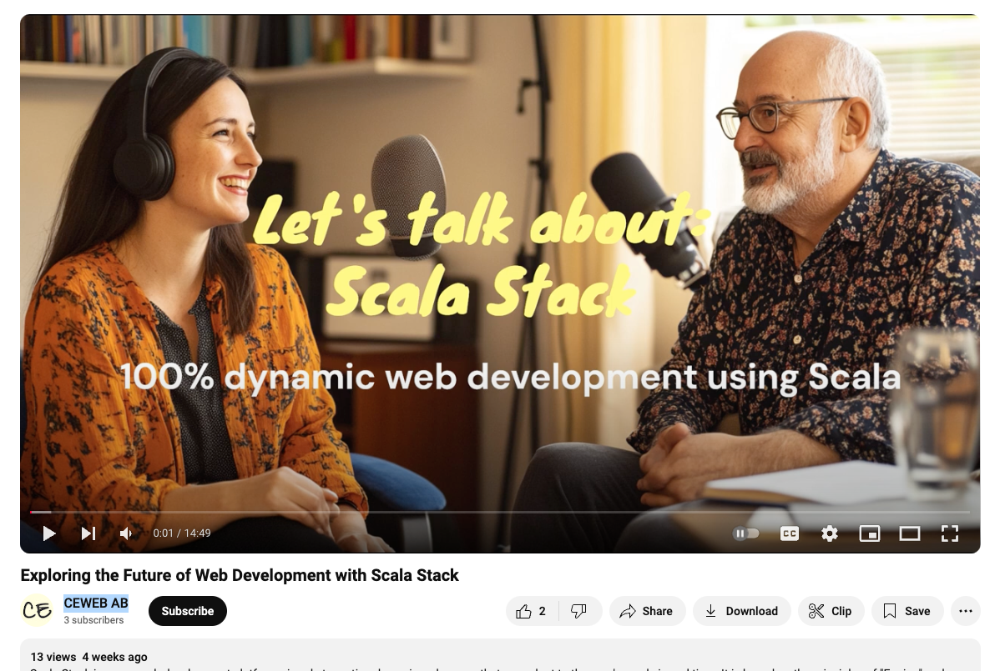 Let's talk about:
Scala Stack
100% dynamic web development using Scala
0:01 / 14:49
CC
Exploring the Future of Web Development with Scala Stack
CE
CEWEB AB
3 subscribers
Subscribe
2
Share
Download
Clip
Save
13 views 4 weeks ago